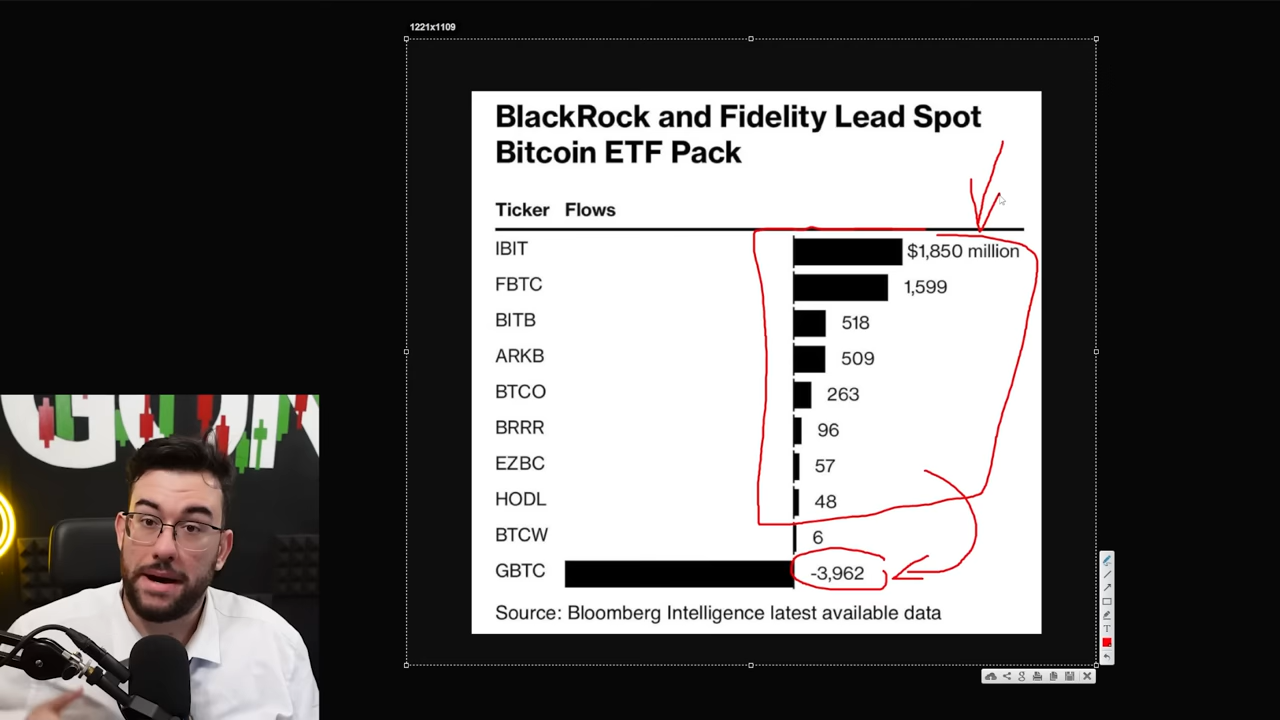 1221x1109
BlackRock and Fidelity Lead Spot
Bitcoin ETF Pack
Ticker Flows
IBIT $1,850 million
FBTC 1,599
BITB 518
ARKB 509
BTCO 263
BRRR 96
EZBC 57
HODL 48
BTCW 6
GBTC -3,962
Source: Bloomberg Intelligence latest available data